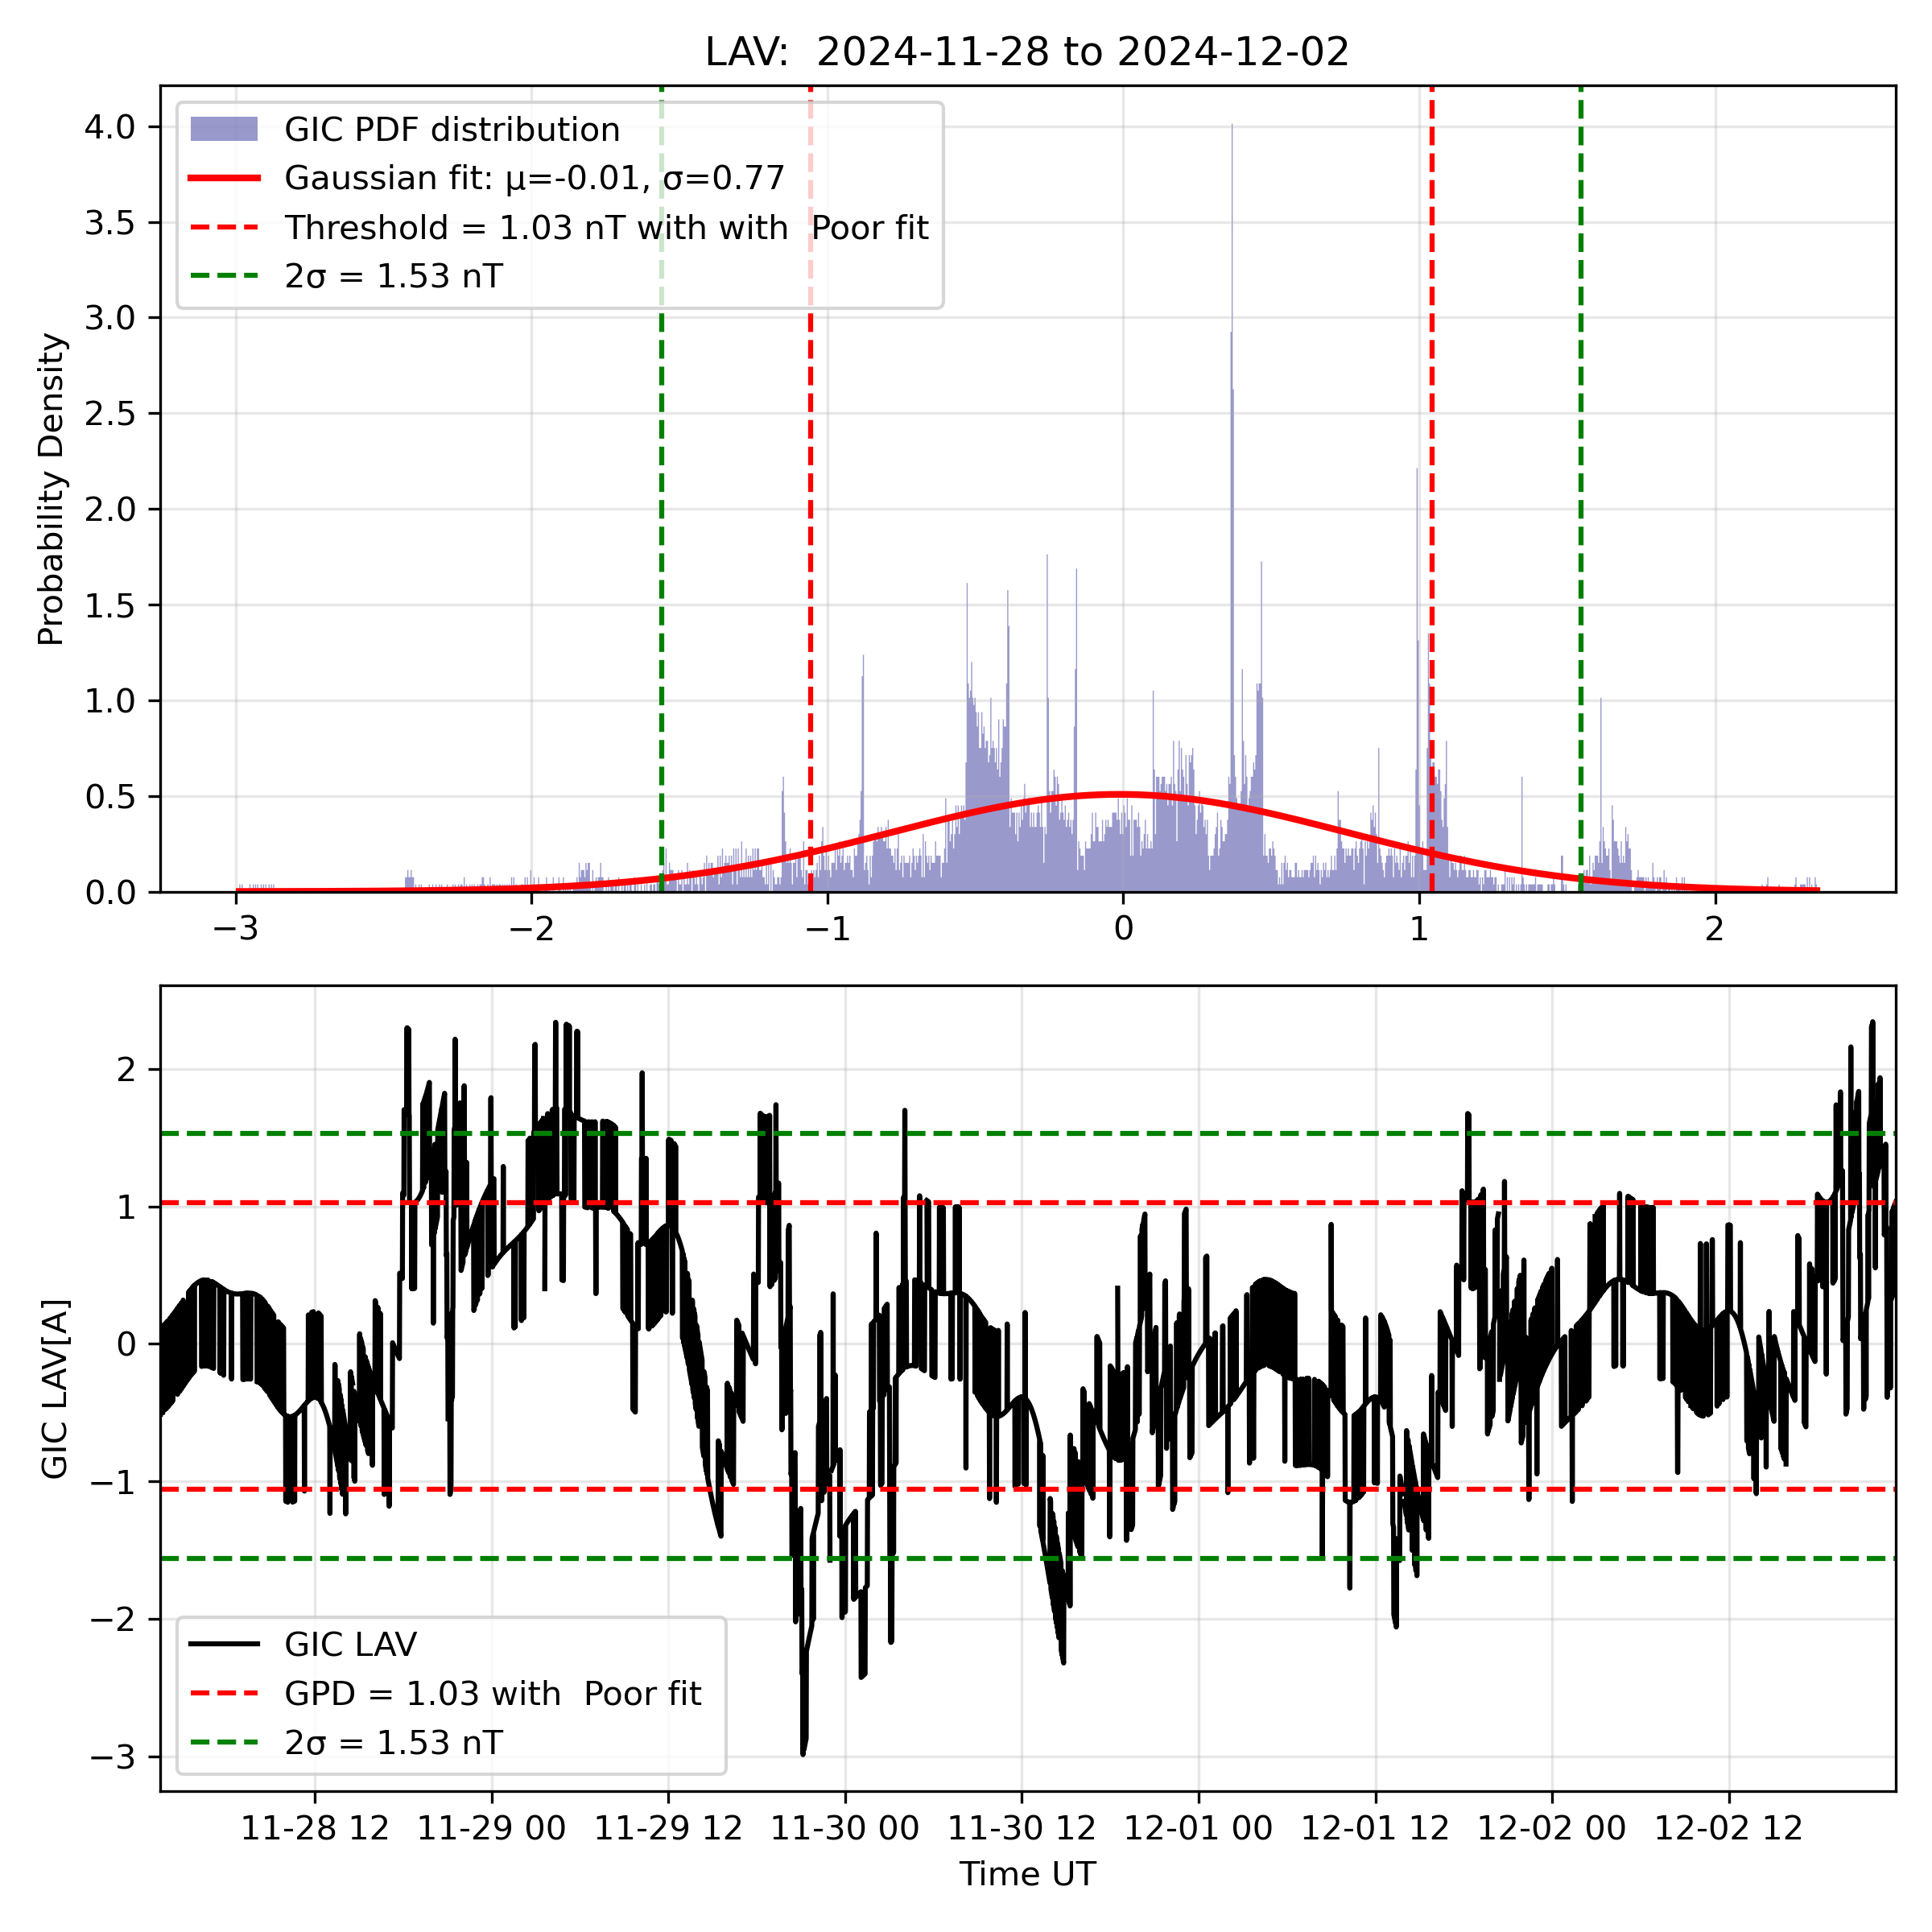 LAV:  2024-11-28 to 2024-12-02
GIC PDF distribution
Gaussian fit: μ=-0.01, σ=0.77
Threshold = 1.03 nT with with  Poor fit
2σ = 1.53 nT
Probability Density
4.0
3.5
3.0
2.5
2.0
1.5
1.0
0.5
0.0
−3
−2
−1
0
1
2
GIC LAV[A]
2
1
0
−1
−2
−3
GIC LAV
GPD = 1.03 with  Poor fit
2σ = 1.53 nT
11-28 12
11-29 00
11-29 12
11-30 00
11-30 12
12-01 00
12-01 12
12-02 00
12-02 12
Time UT